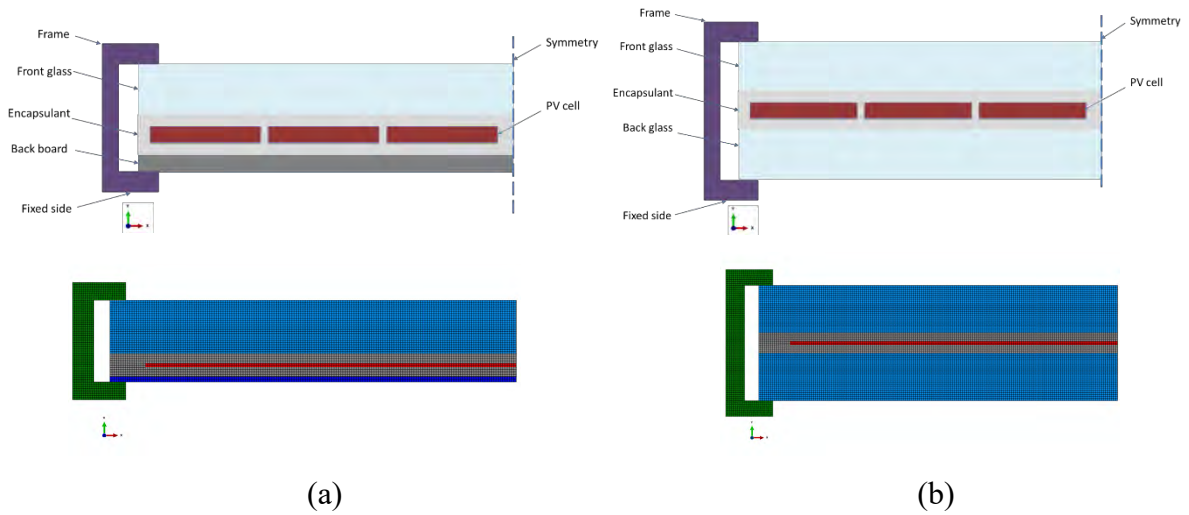 Frame
Symmetry
Front glass
Encapsulant
PV cell
Back board
Fixed side
Y
X
Frame
Symmetry
Front glass
Encapsulant
PV cell
Back glass
Fixed side
X
(a)
(b)